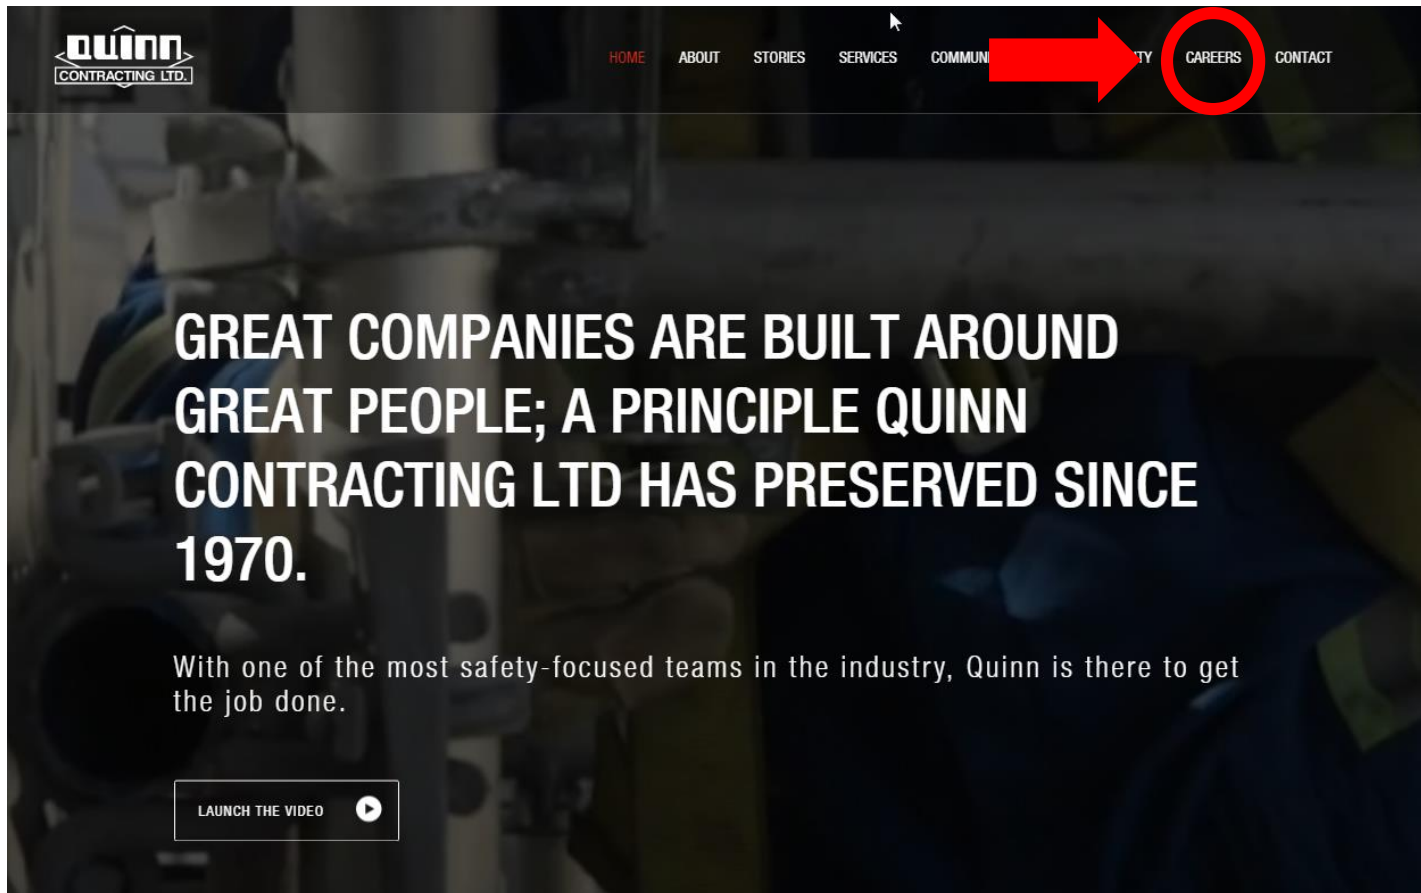 QUINN
CONTRACTING LTD.
HOME ABOUT STORIES SERVICES CAREERS CONTACT
GREAT COMPANIES ARE BUILT AROUND
GREAT PEOPLE; A PRINCIPLE QUINN
CONTRACTING LTD HAS PRESERVED SINCE
1970.
With one of the most safety-focused teams in the industry, Quinn is there to get
the job done.
LAUNCH THE VIDEO